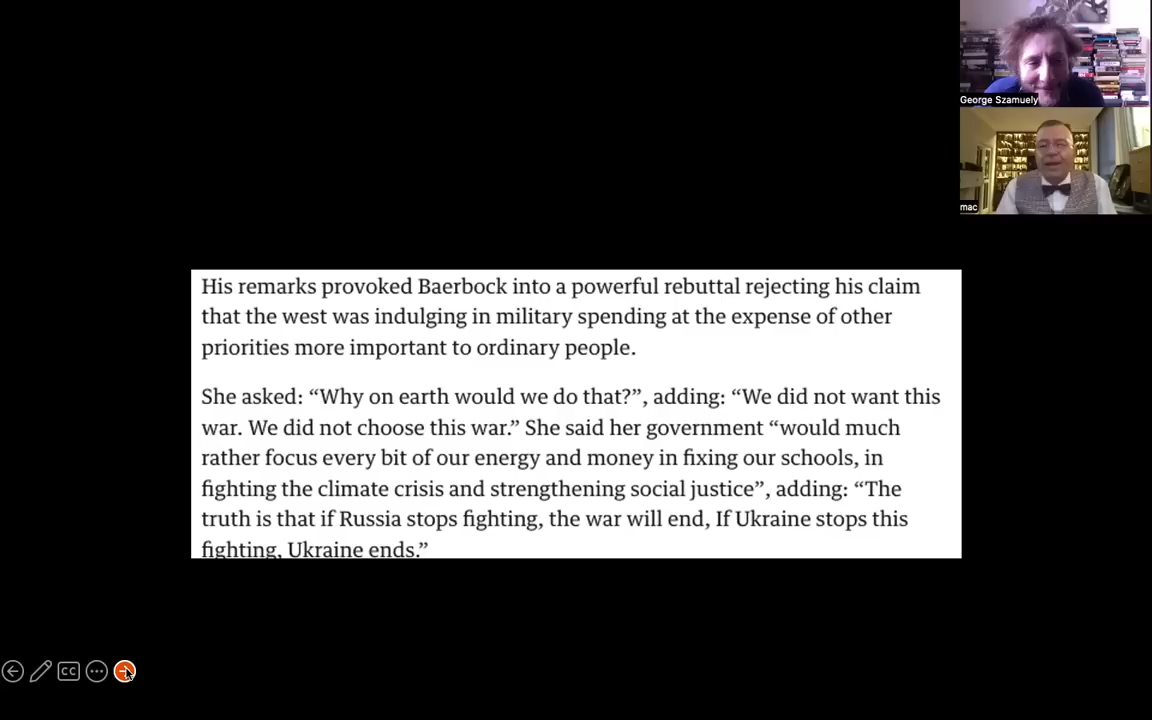 George Szamuely
mac
His remarks provoked Baerbock into a powerful rebuttal rejecting his claim
that the west was indulging in military spending at the expense of other
priorities more important to ordinary people.
She asked: “Why on earth would we do that?”, adding: “We did not want this
war. We did not choose this war.” She said her government “would much
rather focus every bit of our energy and money in fixing our schools, in
fighting the climate crisis and strengthening social justice”, adding: “The
truth is that if Russia stops fighting, the war will end, If Ukraine stops this
fighting, Ukraine ends.”
CC